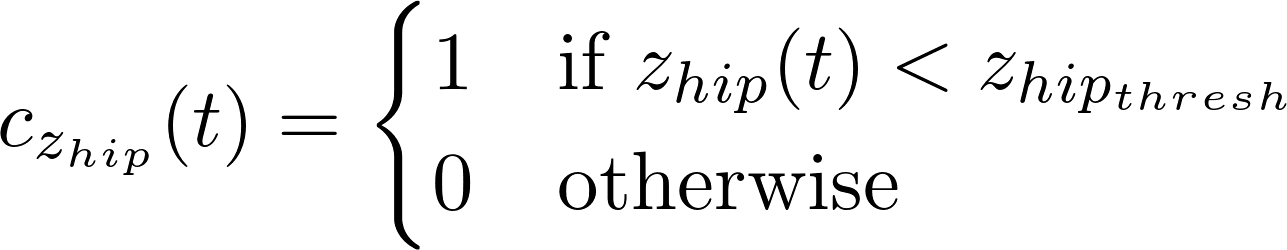 c_{z_{hip}}(t) = \begin{cases} 1 & \text{if } z_{hip}(t) < z_{hip_{thresh}} \\ 0 & \text{otherwise} \end{cases}